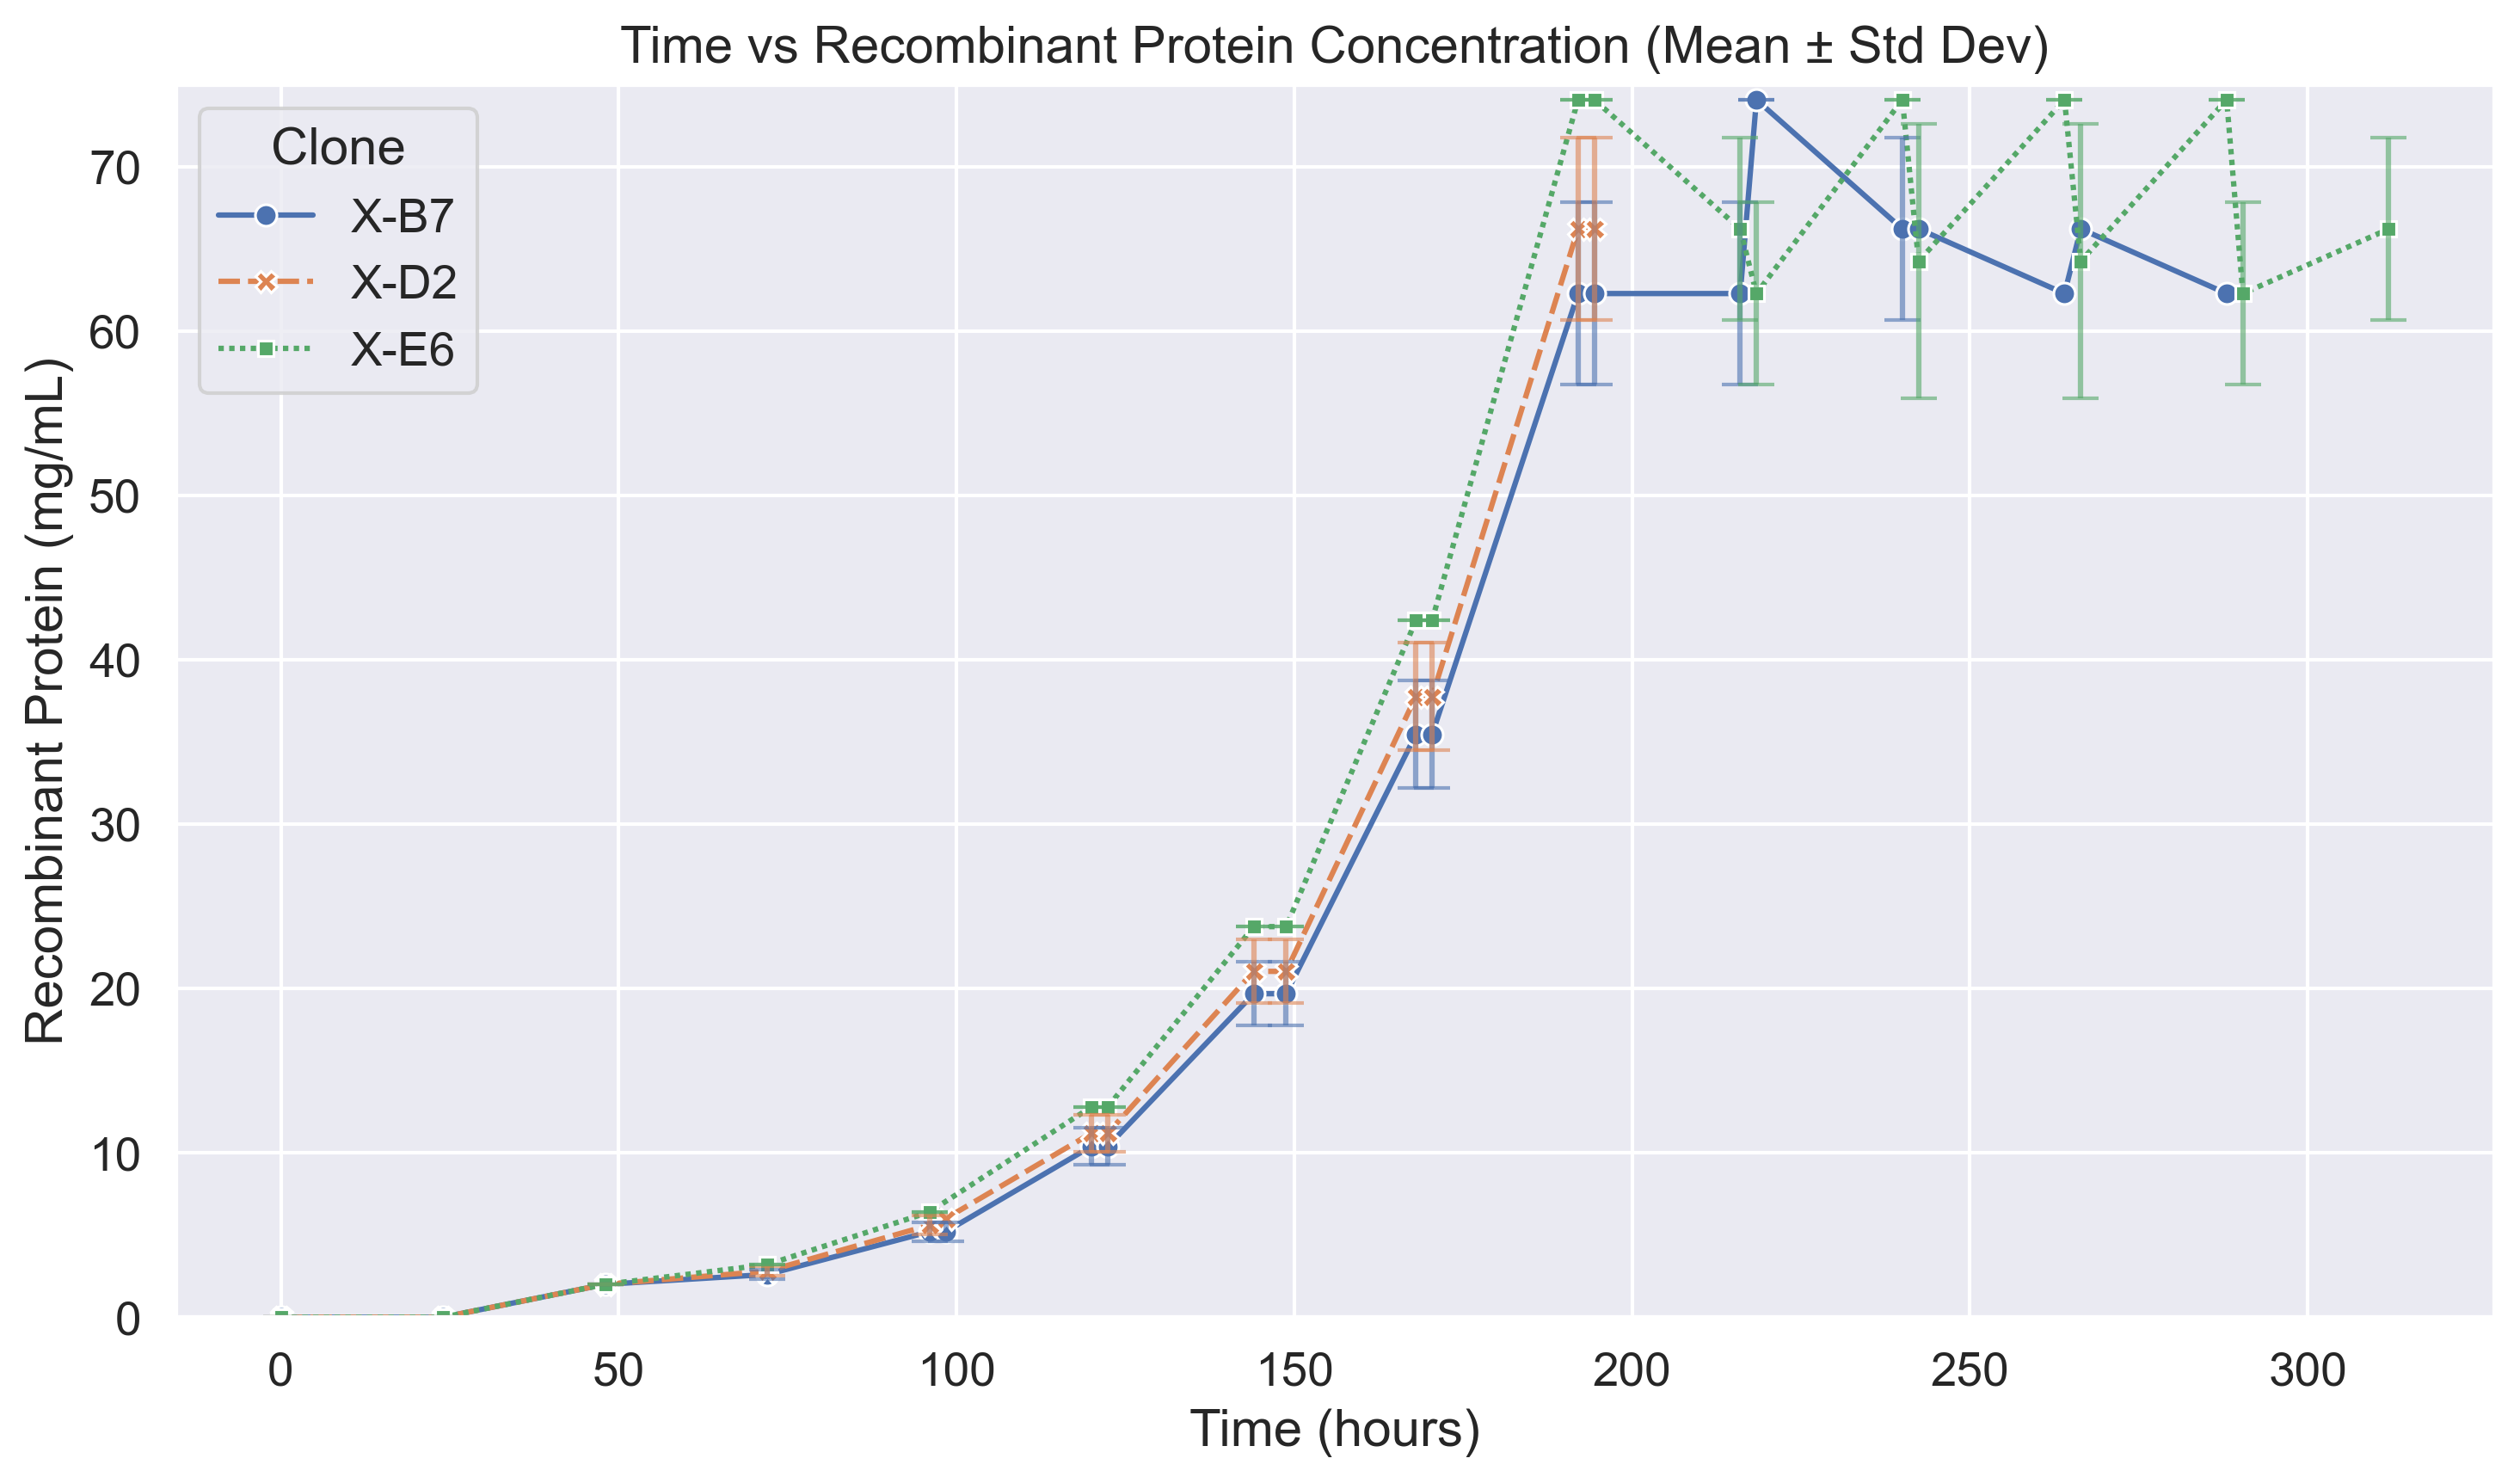 Time vs Recombinant Protein Concentration (Mean ± Std Dev)
Clone
X-B7
X-D2
X-E6
Recombinant Protein (mg/mL)
70
60
50
40
30
20
10
0
0 50 100 150 200 250 300
Time (hours)